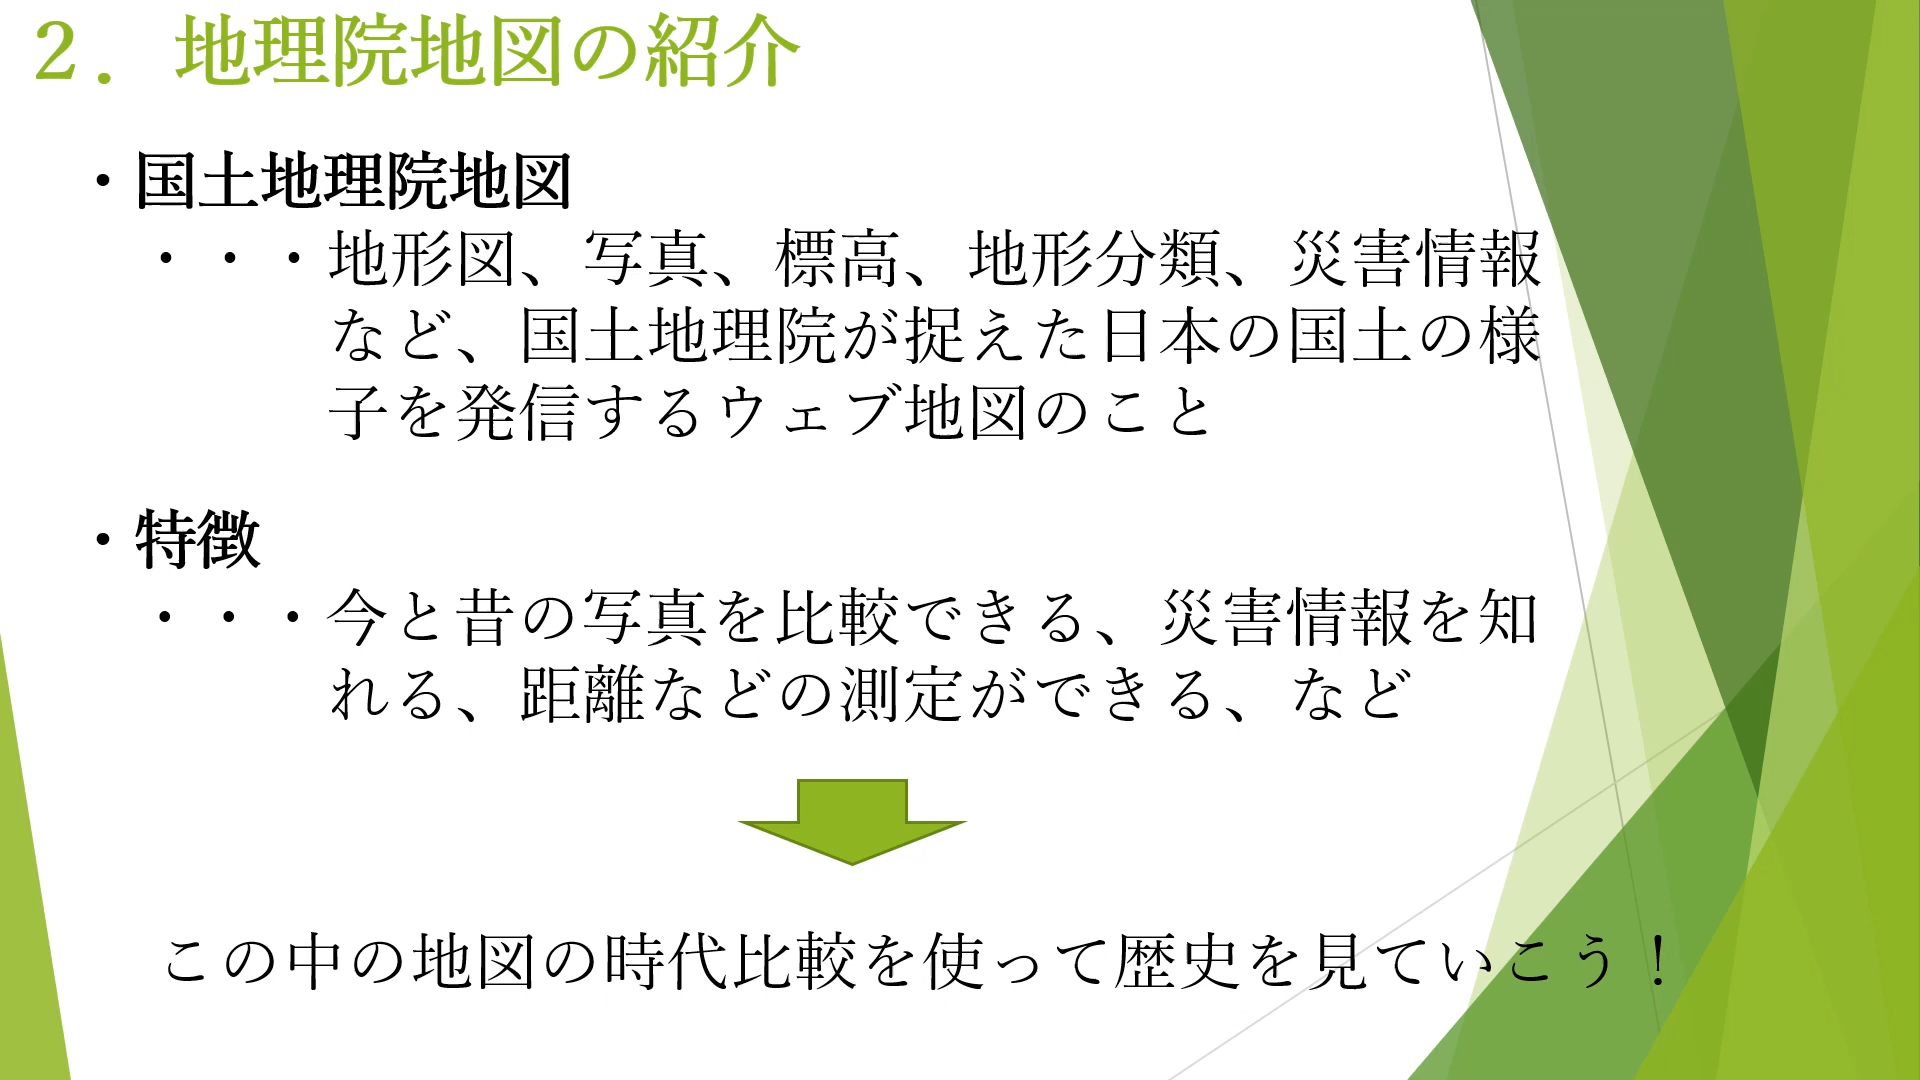 ２．地理院地図の紹介
・国土地理院地図
・・・地形図、写真、標高、地形分類、災害情報
など、国土地理院が捉えた日本の国土の様
子を発信するウェブ地図のこと
・特徴
・・・今と昔の写真を比較できる、災害情報を知
れる、距離などの測定ができる、など
この中の地図の時代比較を使って歴史を見ていこう！